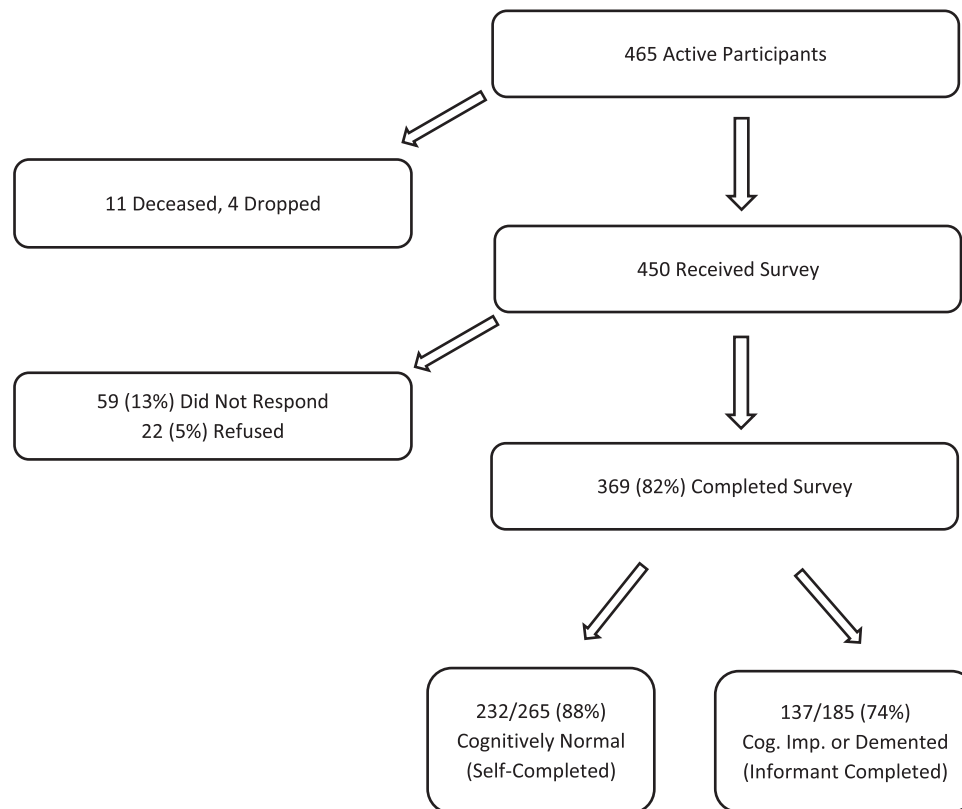 465 Active Participants
11 Deceased, 4 Dropped
450 Received Survey
59 (13%) Did Not Respond
22 (5%) Refused
369 (82%) Completed Survey
232/265 (88%)
Cognitively Normal
(Self-Completed)
137/185 (74%)
Cog. Imp. or Demented
(Informant Completed)